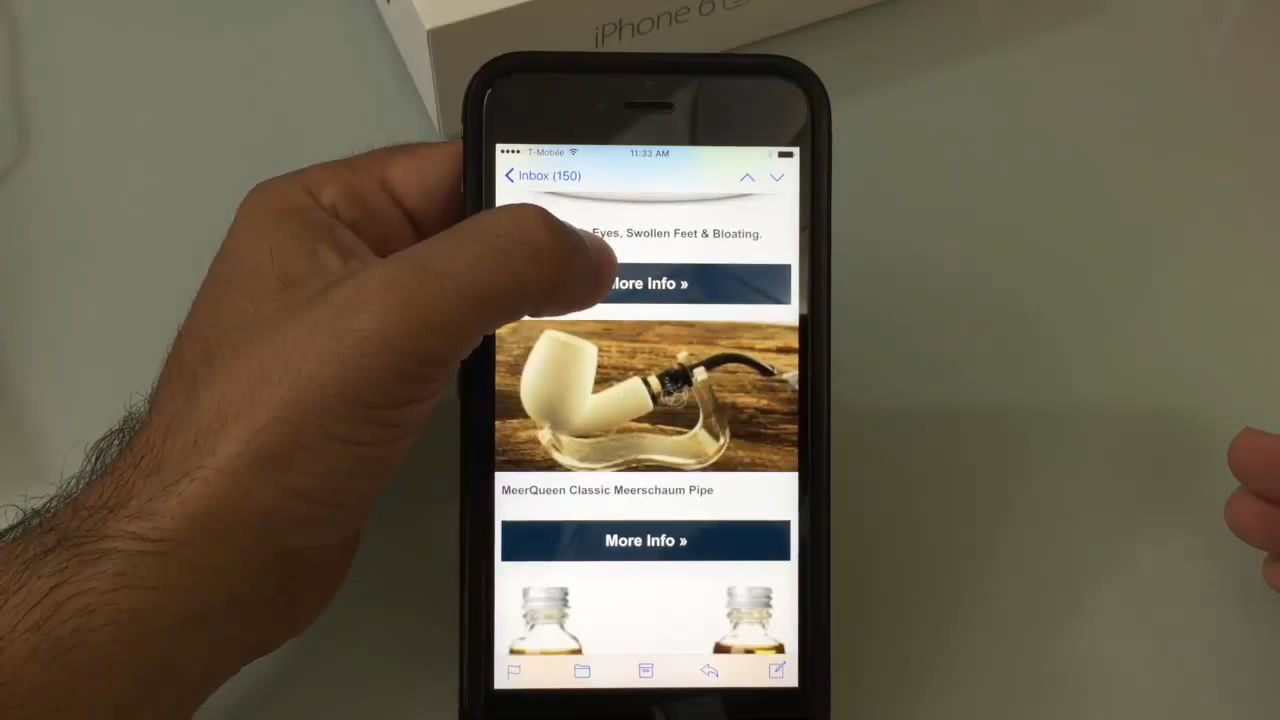 iPhone 6
T-Mobile
11:33 AM
Inbox (150)
Eyes, Swollen Feet & Bloating.
More Info »
MeerQueen Classic Meerschaum Pipe
More Info »